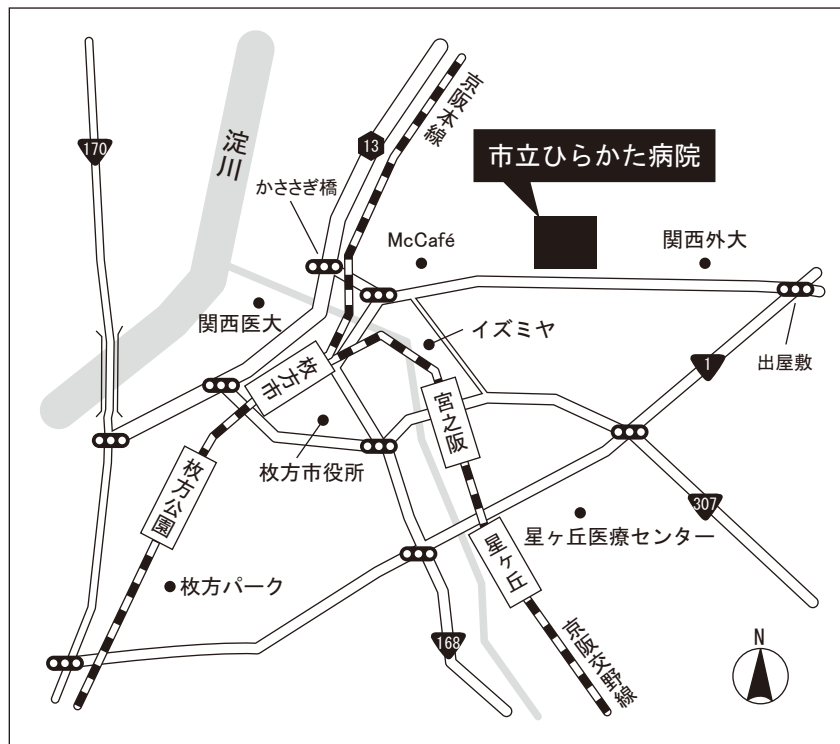 170
淀川
13
京阪本線
市立ひらかた病院
かささぎ橋
McCafé
関西外大
関西医大
イズミヤ
出屋敷
枚方市
1
宮之阪
枚方市役所
枚方公園
307
星ヶ丘医療センター
星ヶ丘
枚方パーク
168
京阪交野線
N